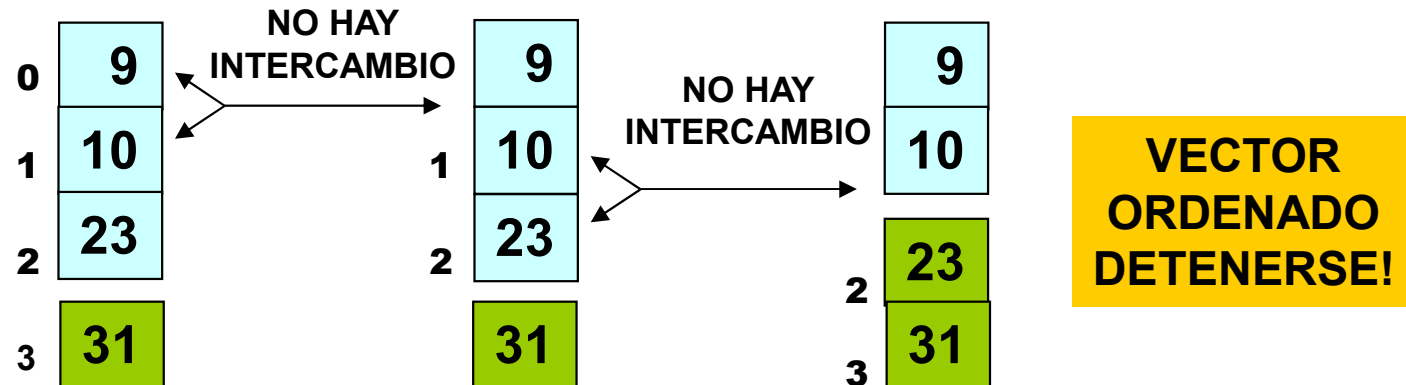 NO HAY
INTERCAMBIO
NO HAY
INTERCAMBIO
0 9 9 9
1 10 1 10 10
2 23 2 23 2 23
3 31 31 3 31
VECTOR
ORDENADO
DETENERSE!